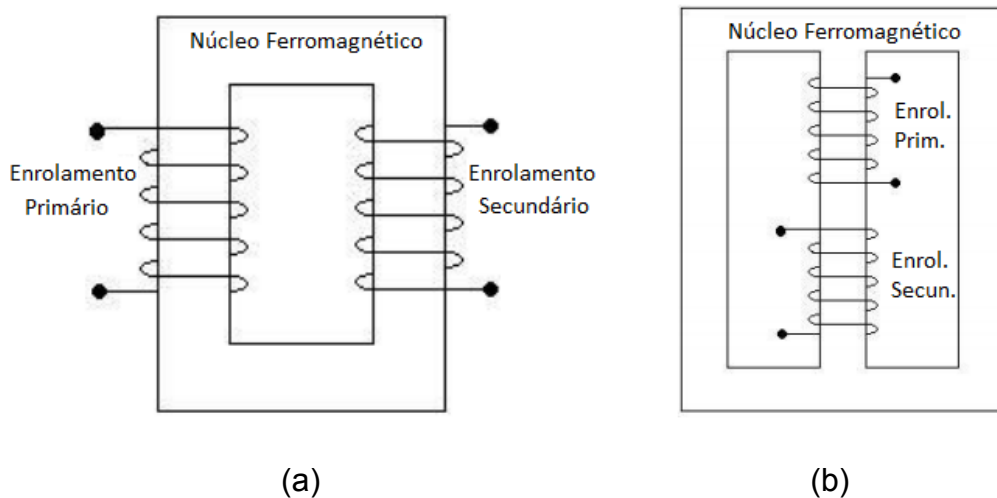 Núcleo Ferromagnético
Enrolamento
Primário
Enrolamento
Secundário
(a)
Núcleo Ferromagnético
Enrol.
Prim.
Enrol.
Secun.
(b)